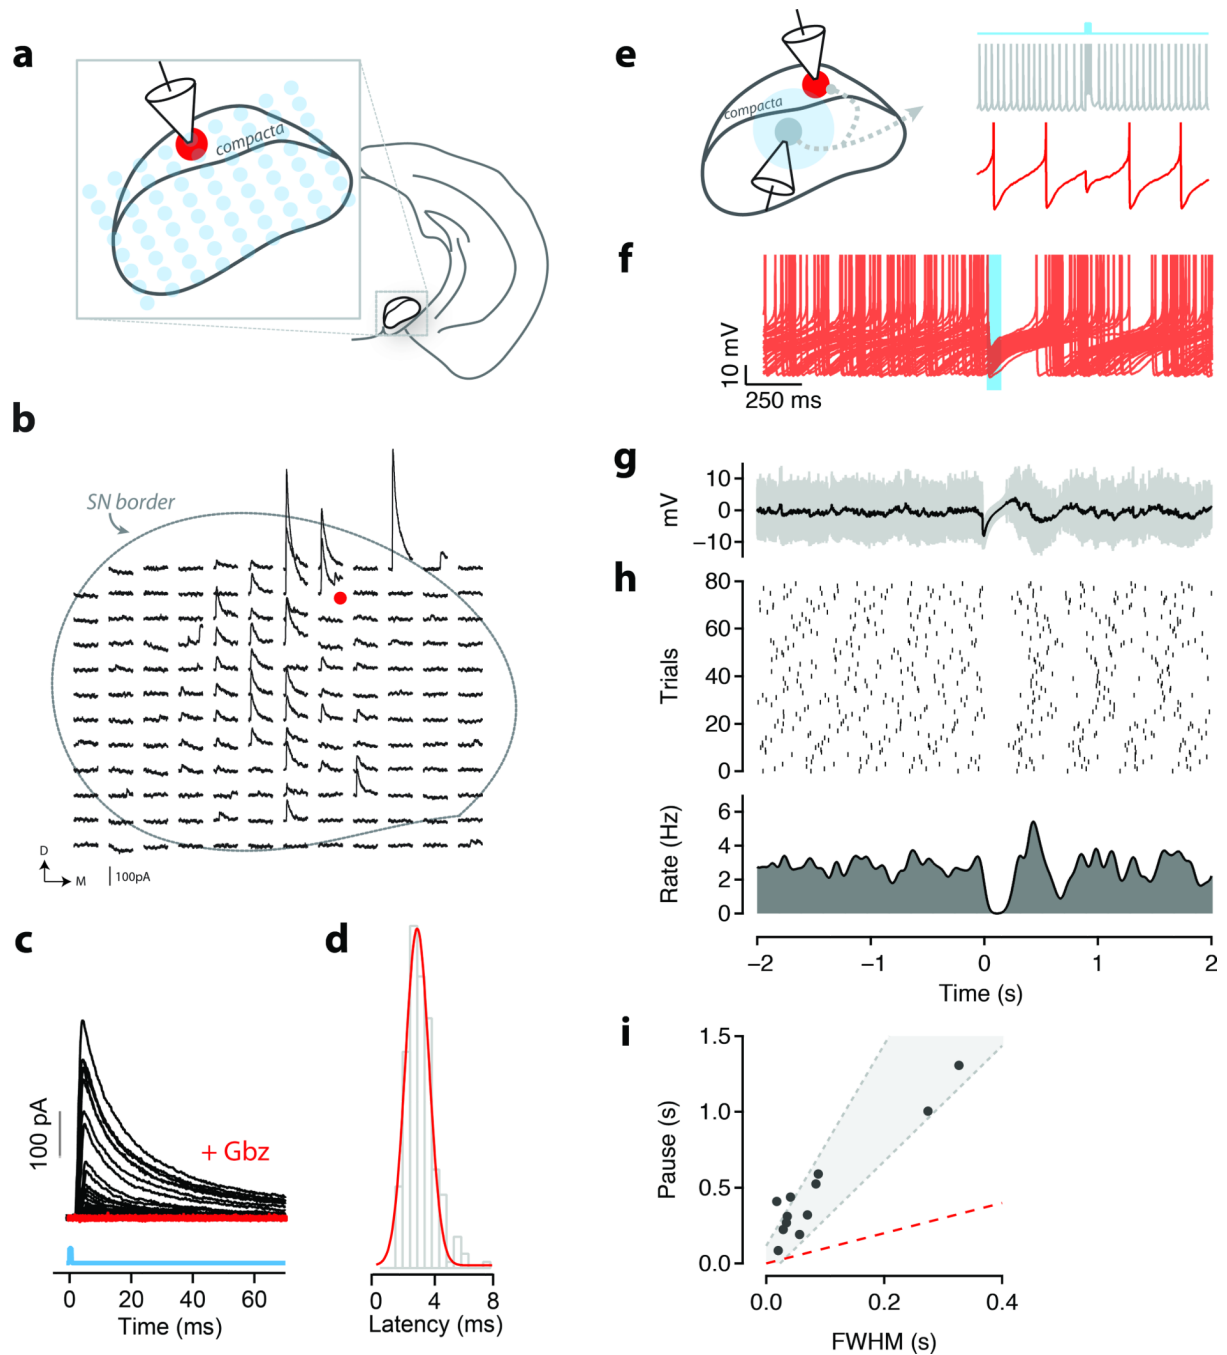 a
compacta
b
SN border
D
M
100pA
c
100 pA
+ Gbz
0 20 40 60
Time (ms)
d
0 4 8
Latency (ms)
e
compacta
f
10 mV
250 ms
g
10
0
−10
mV
h
80
60
40
20
0
Trials
6
4
2
0
Rate (Hz)
−2 −1 0 1 2
Time (s)
i
1.5
1.0
0.5
0.0
Pause (s)
0.0 0.2 0.4
FWHM (s)